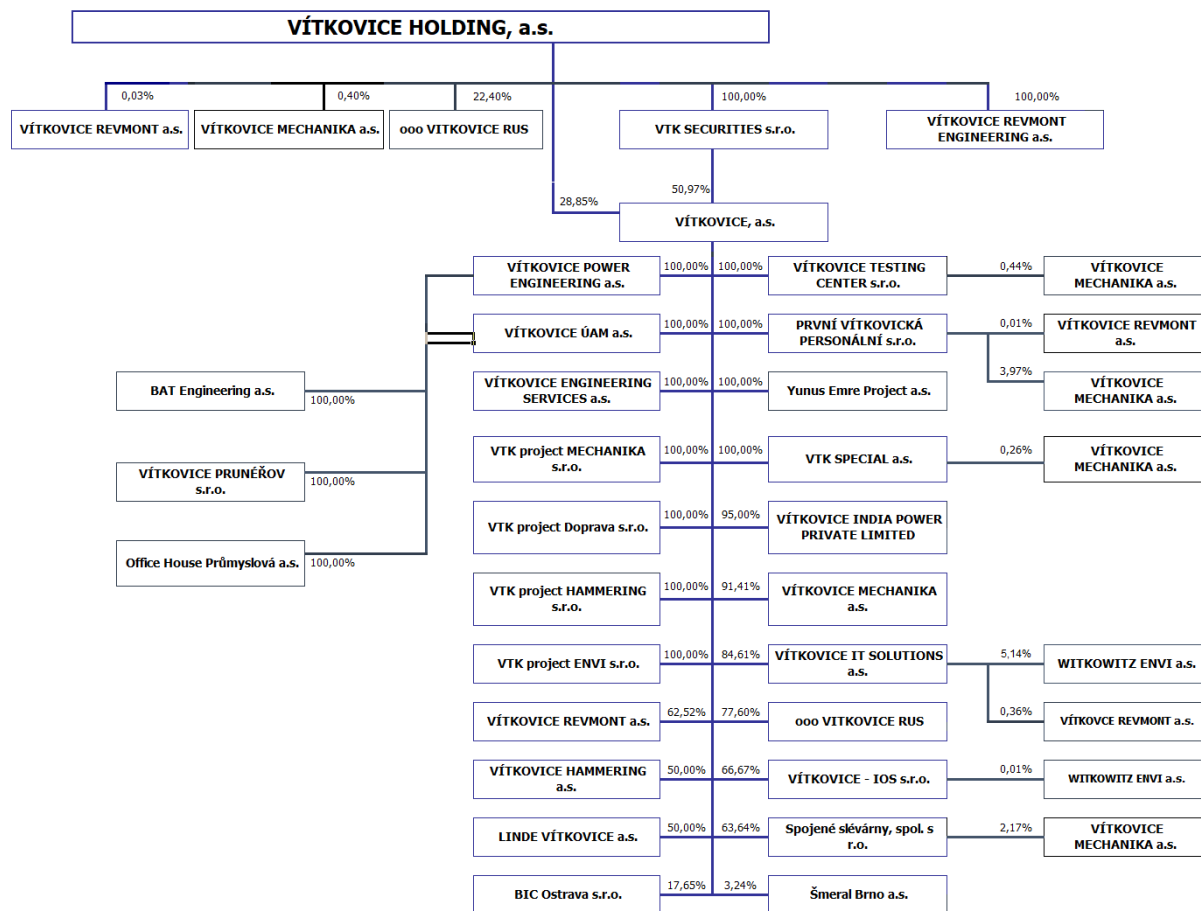 VÍTKOVICE HOLDING, a.s.
0,03%
0,40%
22,40%
100,00%
100,00%
VÍTKOVICE REVMONT a.s.
VÍTKOVICE MECHANIKA a.s.
ooo VITKOVICE RUS
VTK SECURITIES s.r.o.
VÍTKOVICE REVMONT
ENGINEERING a.s.
50,97%
28,85%
VÍTKOVICE, a.s.
VÍTKOVICE POWER
ENGINEERING a.s.
100,00%
100,00%
VÍTKOVICE TESTING
CENTER s.r.o.
0,44%
VÍTKOVICE
MECHANIKA a.s.
VÍTKOVICE ÚAM a.s.
100,00%
100,00%
PRVNÍ VÍTKOVICKÁ
PERSONÁLNÍ s.r.o.
0,01%
VÍTKOVICE REVMONT
a.s.
3,97%
VÍTKOVICE
MECHANIKA a.s.
BAT Engineering a.s.
100,00%
VÍTKOVICE ENGINEERING
SERVICES a.s.
100,00%
100,00%
Yunus Emre Project a.s.
VÍTKOVICE PRUNÉŘOV
s.r.o.
100,00%
VTK project MECHANIKA
s.r.o.
100,00%
100,00%
VTK SPECIAL a.s.
0,26%
VÍTKOVICE
MECHANIKA a.s.
VTK project Doprava s.r.o.
100,00%
95,00%
VÍTKOVICE INDIA POWER
PRIVATE LIMITED
Office House Průmyslová a.s.
100,00%
VTK project HAMMERING
s.r.o.
100,00%
91,41%
VÍTKOVICE MECHANIKA
a.s.
VTK project ENVI s.r.o.
100,00%
84,61%
VÍTKOVICE IT SOLUTIONS
a.s.
5,14%
WITKOWITZ ENVI a.s.
VÍTKOVICE REVMONT a.s.
62,52%
77,60%
ooo VITKOVICE RUS
0,36%
VÍTKOVCE REVMONT a.s.
VÍTKOVICE HAMMERING
a.s.
50,00%
66,67%
VÍTKOVICE - IOS s.r.o.
0,01%
WITKOWITZ ENVI a.s.
LINDE VÍTKOVICE a.s.
50,00%
63,64%
Spojené slévárny, spol. s
r.o.
2,17%
VÍTKOVICE
MECHANIKA a.s.
BIC Ostrava s.r.o.
17,65%
3,24%
Šmeral Brno a.s.